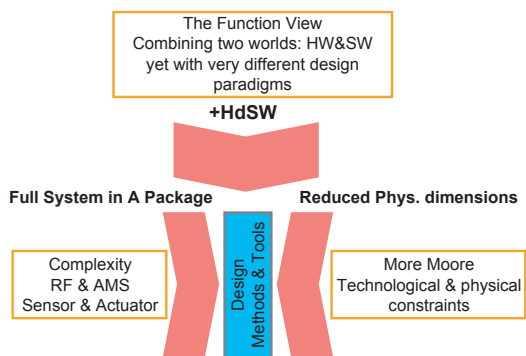 The Function View
Combining two worlds: HW&SW
yet with very different design
paradigms
+HdSW
Full System in A Package
Reduced Phys. dimensions
Complexity
RF & AMS
Sensor & Actuator
Design
Methods & Tools
More Moore
Technological & physical
constraints